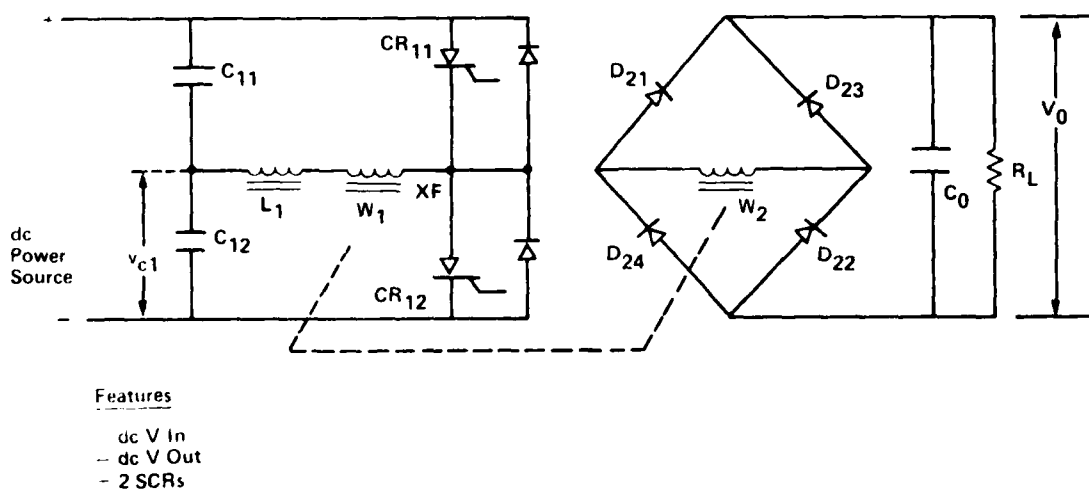 +
CR11
C11
D21
D23
V0
L1
W1
XF
W2
C0
RL
dc
Power
Source
vc1
C12
CR12
D24
D22
–
Features
dc V In
– dc V Out
– 2 SCRs